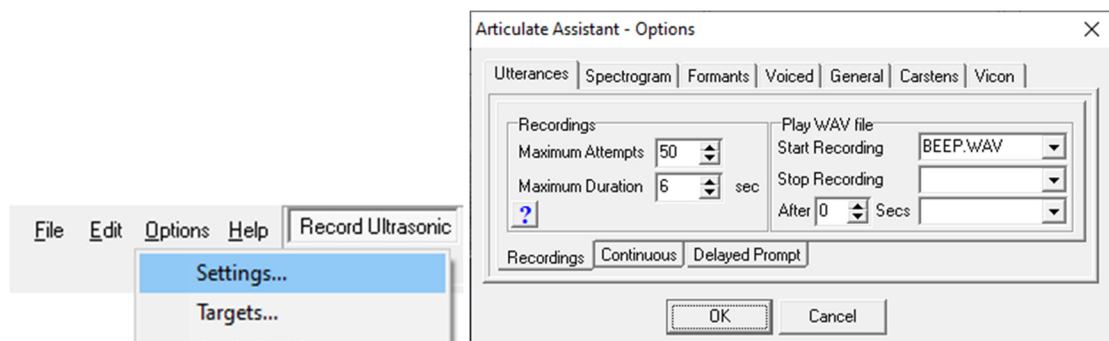 File Edit Options Help Record Ultrasonic
Settings...
Targets...
Articulate Assistant - Options
Utterances Spectrogram Formants Voiced General Carstens Vicon
Recordings
Maximum Attempts 50
Maximum Duration 6 sec
?
Play WAV file
Start Recording BEEP.WAV
Stop Recording
After 0 Secs
Recordings Continuous Delayed Prompt
OK Cancel